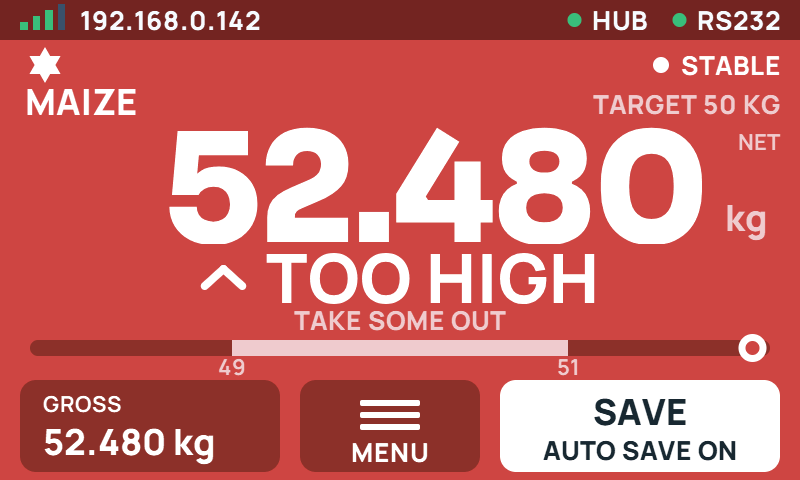 192.168.0.142
HUB
RS232
STABLE
MAIZE
TARGET 50 KG
NET
52.480 kg
TOO HIGH
TAKE SOME OUT
49
51
GROSS
52.480 kg
MENU
SAVE
AUTO SAVE ON